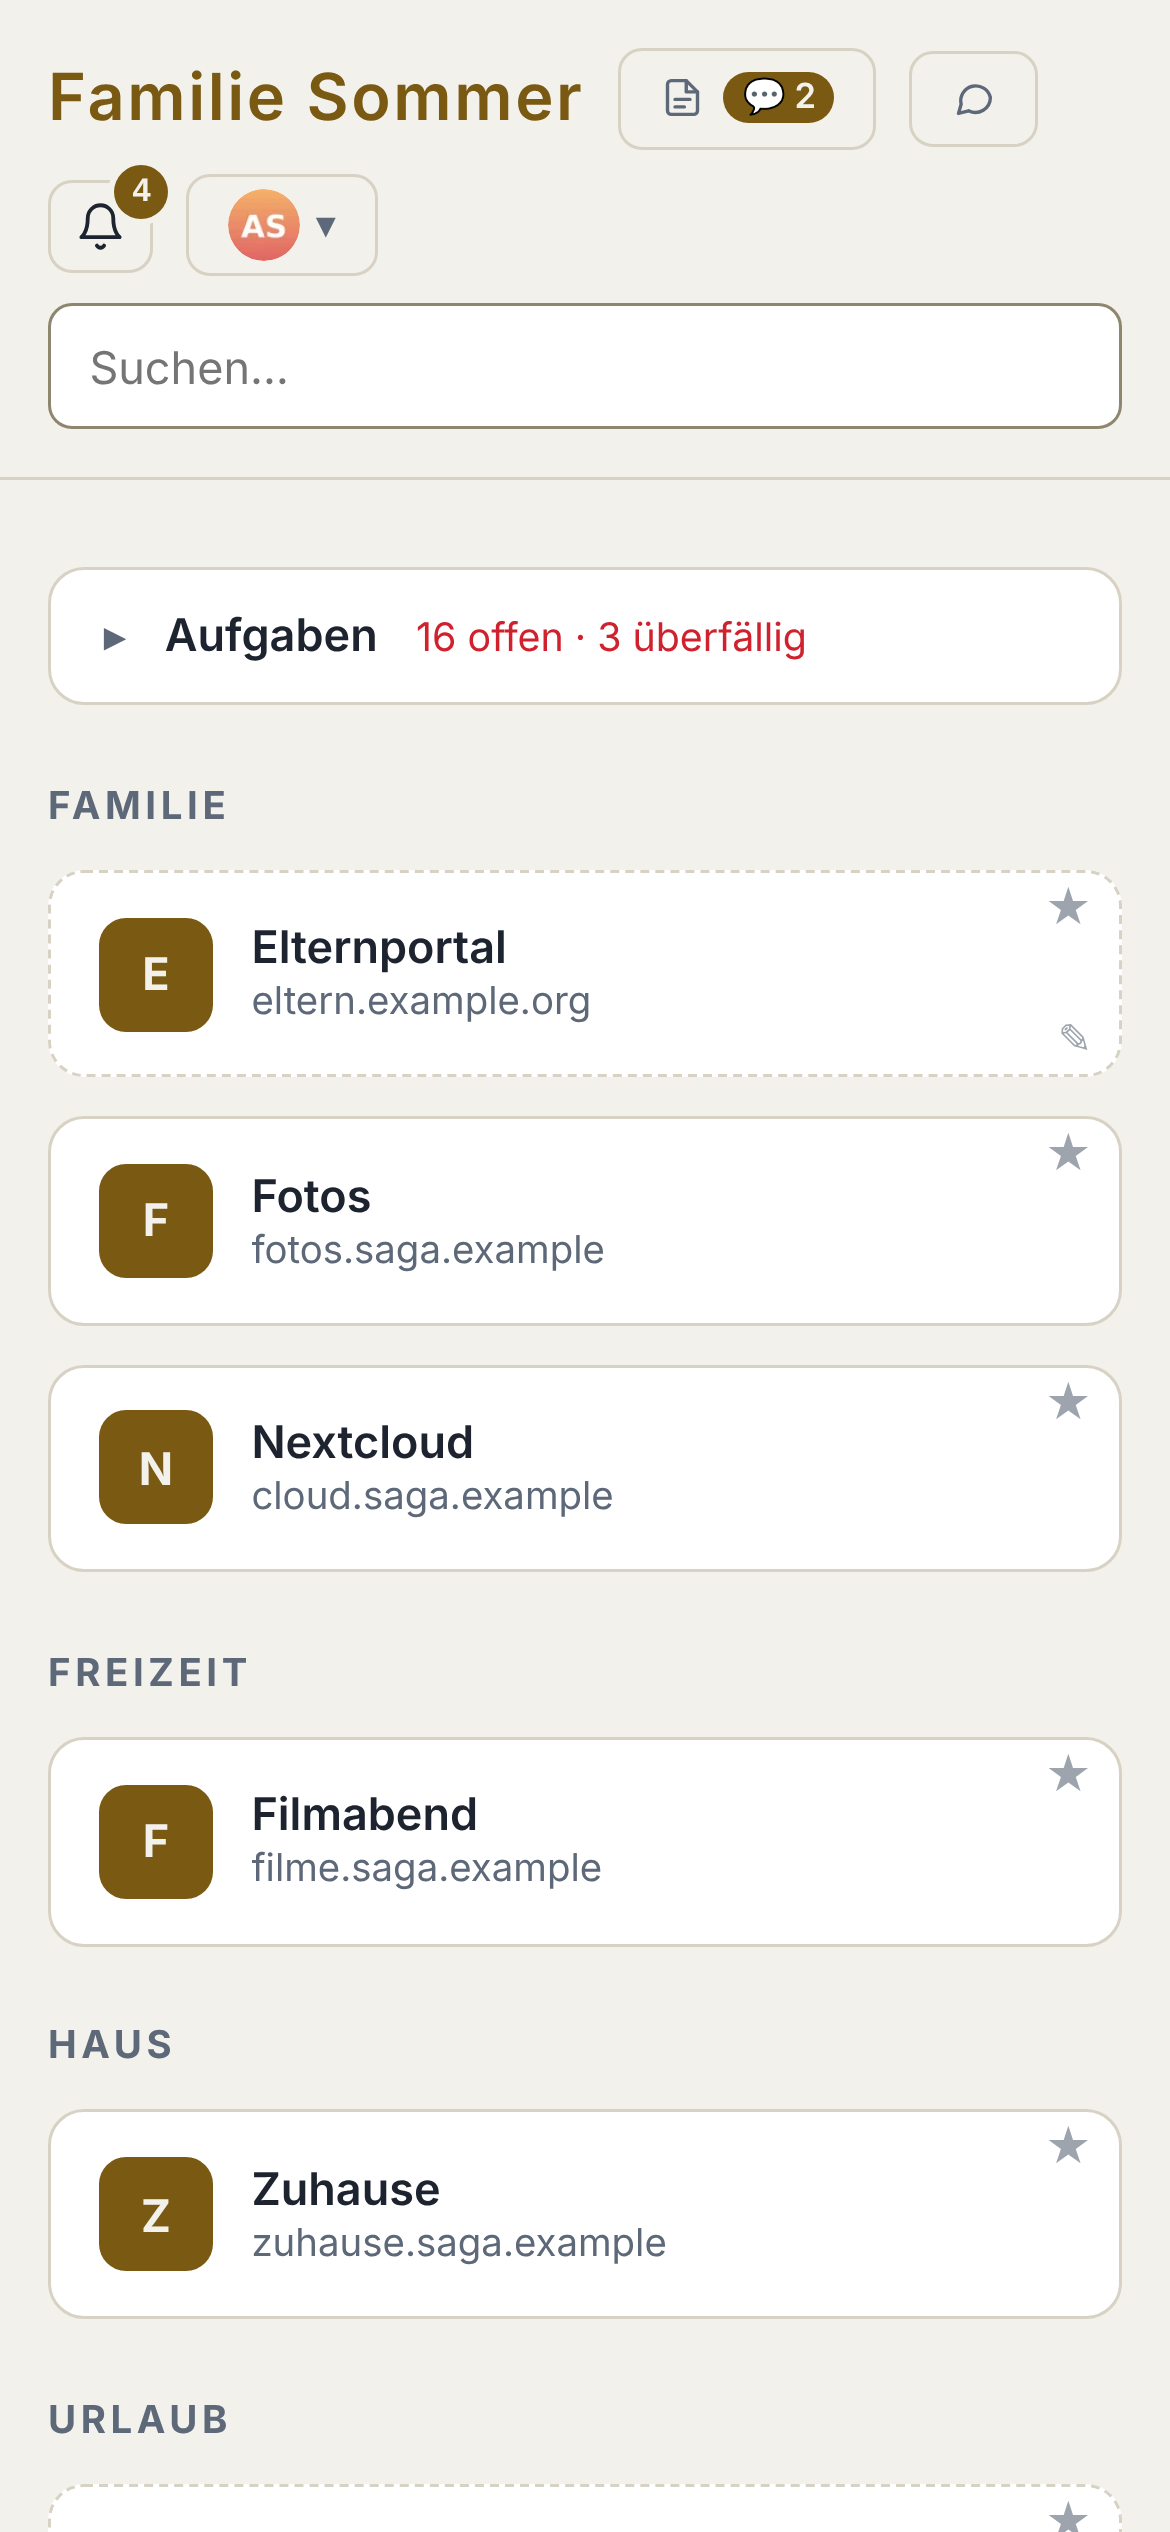 Familie Sommer
💬 2
4
AS ▼
Suchen...
▶ Aufgaben 16 offen · 3 überfällig
FAMILIE
E
Elternportal
eltern.example.org
F
Fotos
fotos.saga.example
N
Nextcloud
cloud.saga.example
FREIZEIT
F
Filmabend
filme.saga.example
HAUS
Z
Zuhause
zuhause.saga.example
URLAUB